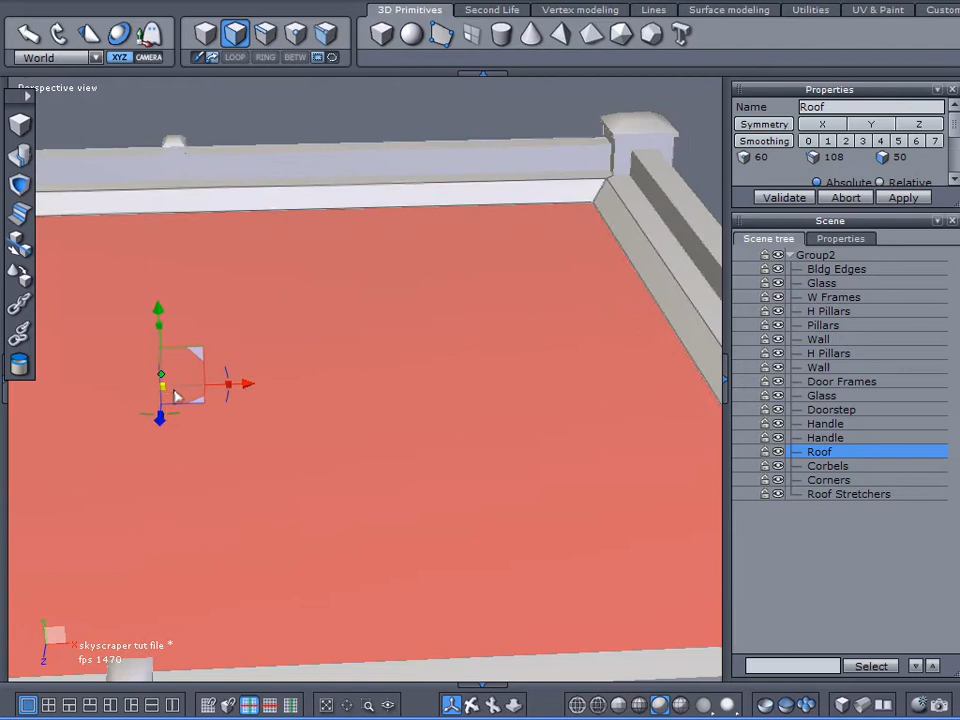 3D Primitives Second Life Vertex modeling Lines Surface modeling Utilities UV & Paint Custom
World XYZ CAMERA LOOP RING BETW
Perspective view
Properties
Name Roof
Symmetry X Y Z
Smoothing 0 1 2 3 4 5 6 7
60 108 50
Absolute Relative
Validate Abort Apply
Scene
Scene tree Properties
Group2
Bldg Edges
Glass
W Frames
H Pillars
Pillars
Wall
H Pillars
Wall
Door Frames
Glass
Doorstep
Handle
Handle
Roof
Corbels
Corners
Roof Stretchers
Y
X
Z
skyscraper tut file *
fps 1470
Select